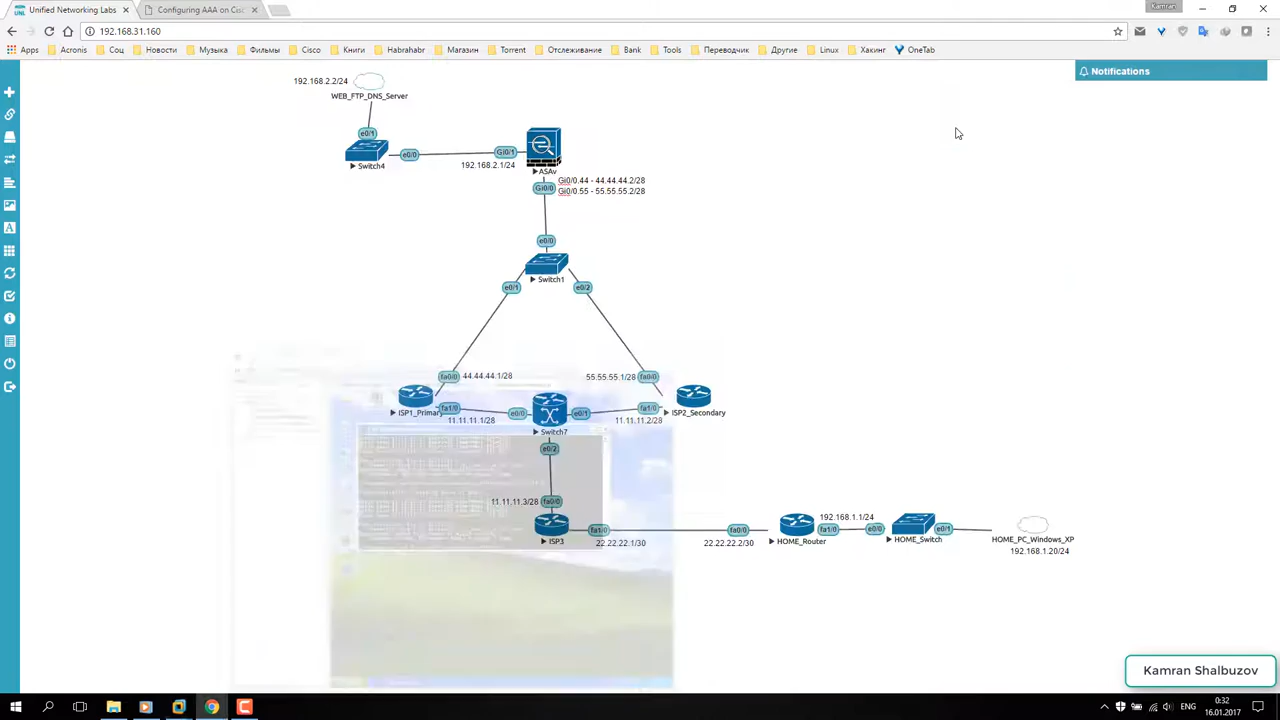 Kamran
Unified Networking Labs
Configuring AAA on Cisc
192.168.31.160
Apps
Acronis
Соц
Новости
Музыка
Фильмы
Cisco
Книги
Habrahabr
Магазин
Torrent
Отслеживание
Bank
Tools
Переводчик
Другие
Linux
Хакинг
OneTab
Notifications
192.168.2.2/24
WEB_FTP_DNS_Server
e0/1
Switch4
e0/0
Gi0/1
192.168.2.1/24
ASAv
Gi0/0
Gi0/0.44 - 44.44.44.2/28
Gi0/0.55 - 55.55.55.2/28
e0/0
Switch1
e0/1
e0/2
fa0/0
44.44.44.1/28
55.55.55.1/28
fa0/0
ISP1_Primary
fa1/0
11.11.11.1/28
e0/0
Switch7
e0/1
fa1/0
11.11.11.2/28
ISP2_Secondary
e0/2
11.11.11.3/28
fa0/0
ISP3
fa1/0
22.22.22.1/30
fa0/0
22.22.22.2/30
HOME_Router
192.168.1.1/24
fa1/0
e0/0
HOME_Switch
e0/1
HOME_PC_Windows_XP
192.168.1.20/24
Kamran Shalbuzov
ENG
0:32
16.01.2017